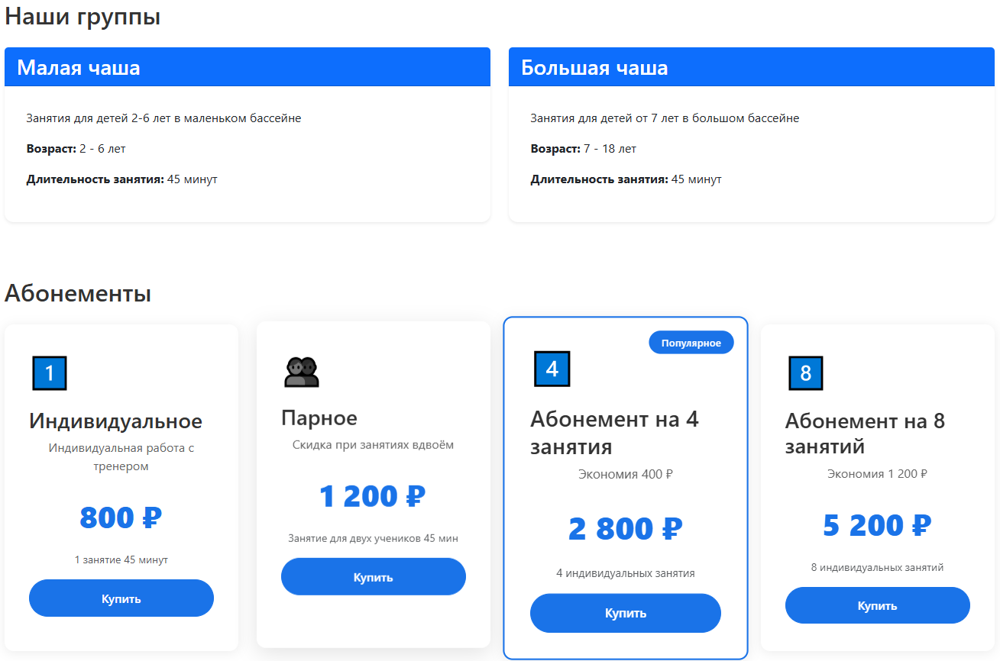 Наши группы
Малая чаша
Занятия для детей 2-6 лет в маленьком бассейне
Возраст: 2 - 6 лет
Длительность занятия: 45 минут
Большая чаша
Занятия для детей от 7 лет в большом бассейне
Возраст: 7 - 18 лет
Длительность занятия: 45 минут
Абонементы
1
Индивидуальное
Индивидуальная работа с
тренером
800 ₽
1 занятие 45 минут
Купить
Парное
Скидка при занятиях вдвоём
1 200 ₽
Занятие для двух учеников 45 мин
Купить
Популярное
4
Абонемент на 4
занятия
Экономия 400 ₽
2 800 ₽
4 индивидуальных занятия
Купить
8
Абонемент на 8
занятий
Экономия 1 200 ₽
5 200 ₽
8 индивидуальных занятий
Купить